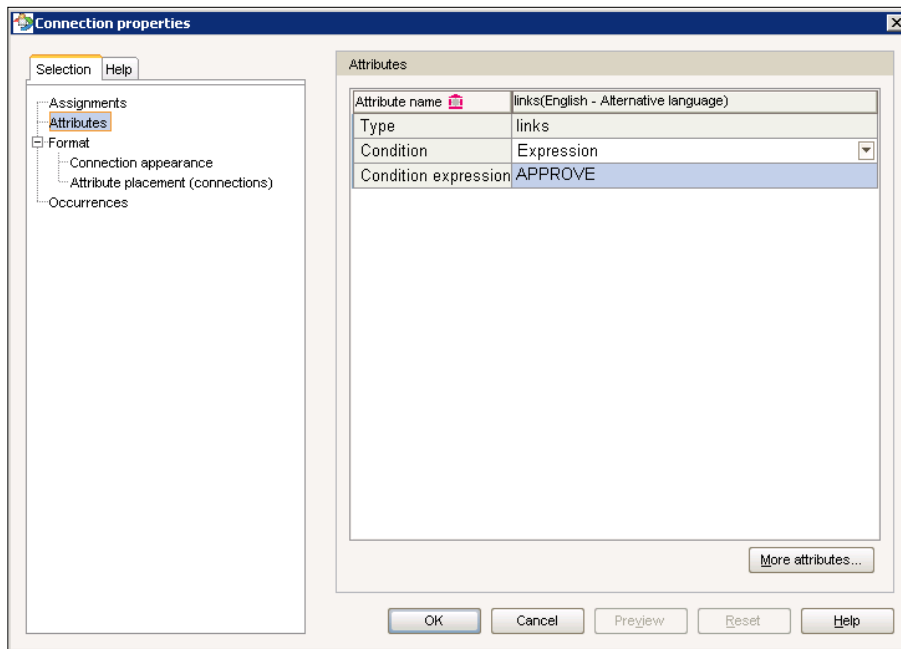 Connection properties
Selection Help
Assignments
Attributes
Format
Connection appearance
Attribute placement (connections)
Occurrences
Attributes
Attribute name links(English - Alternative language)
Type links
Condition Expression
Condition expression APPROVE
More attributes...
OK Cancel Preview Reset Help